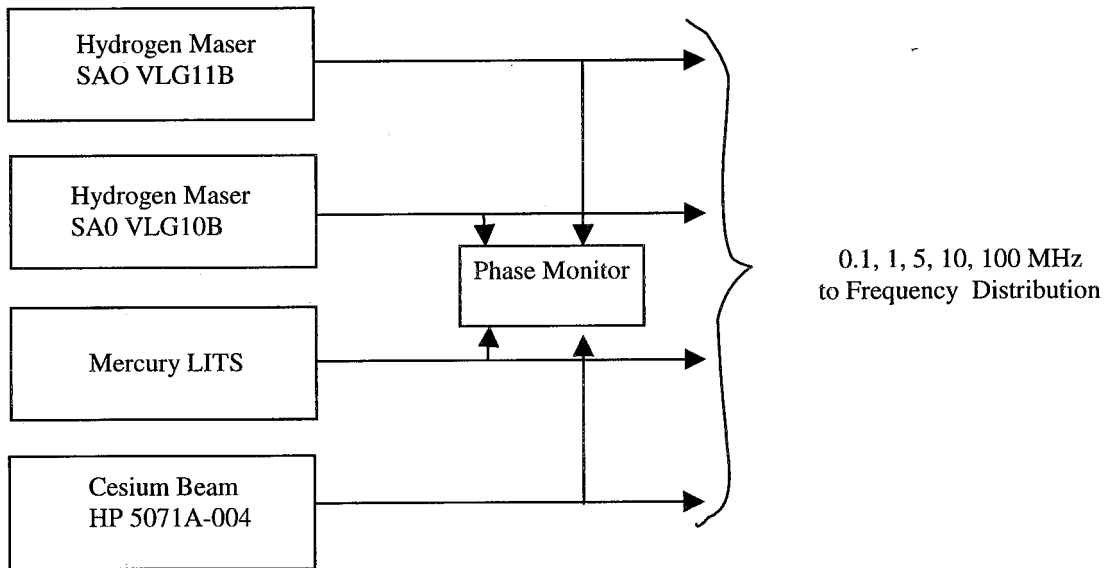 Hydrogen Maser
SAO VLG11B
Hydrogen Maser
SA0 VLG10B
Phase Monitor
0.1, 1, 5, 10, 100 MHz
to Frequency Distribution
Mercury LITS
Cesium Beam
HP 5071A-004